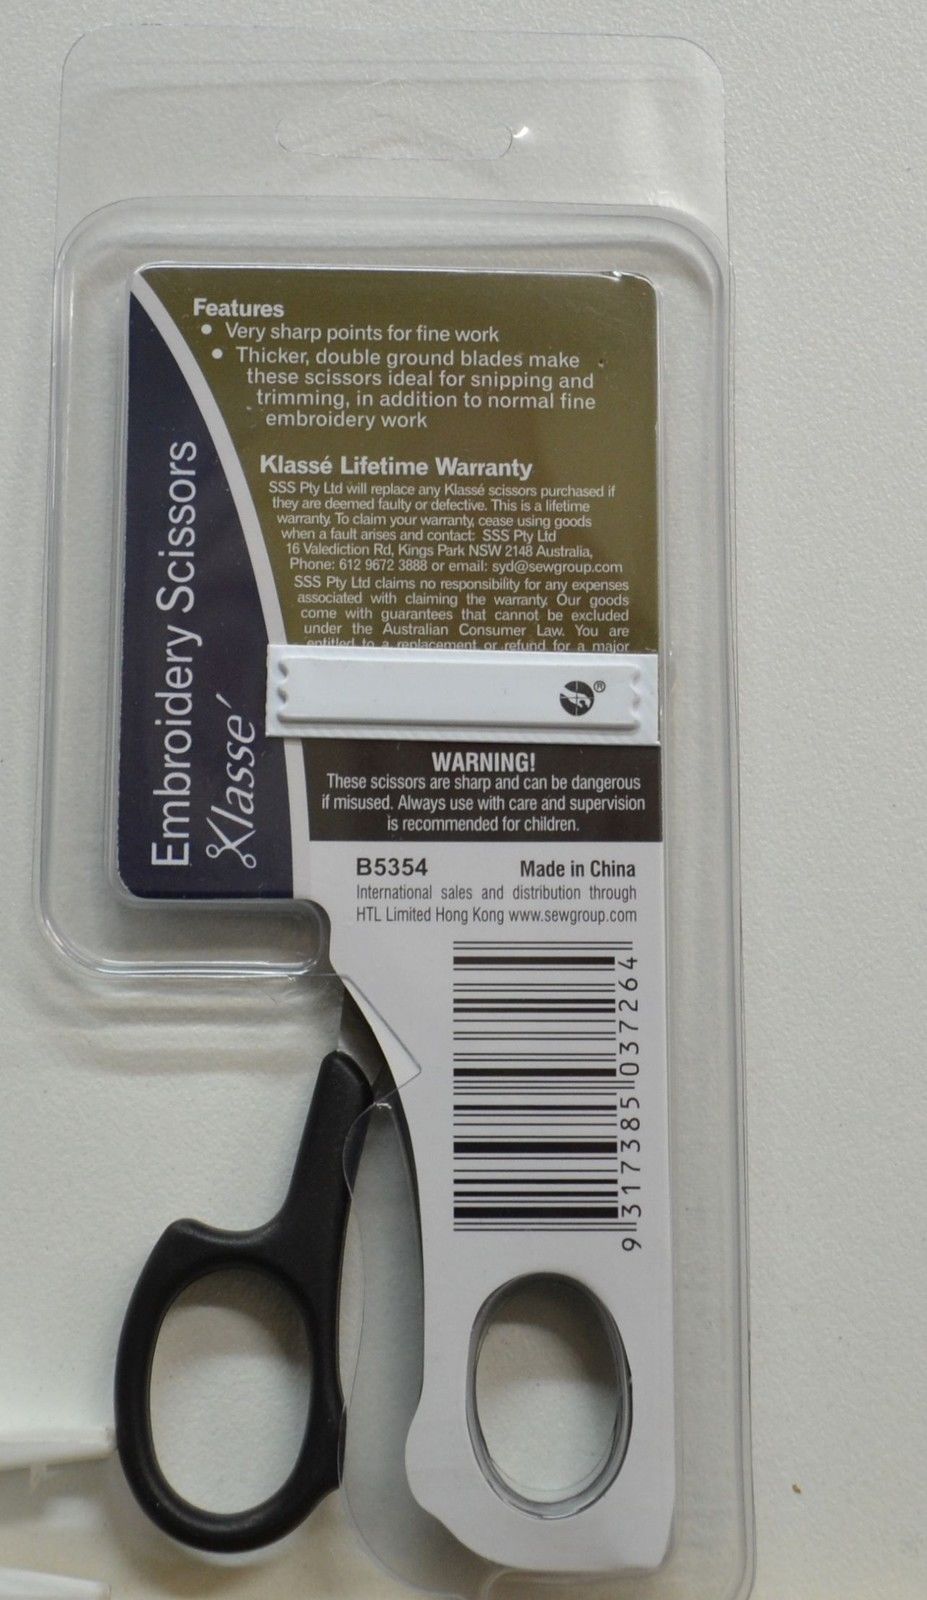 Features
• Very sharp points for fine work
• Thicker, double ground blades make
these scissors ideal for snipping and
trimming, in addition to normal fine
embroidery work
Klassé Lifetime Warranty
SSS Pty Ltd will replace any Klassé scissors purchased if
they are deemed faulty or defective. This is a lifetime
warranty. To claim your warranty, cease using goods
when a fault arises and contact: SSS Pty Ltd
16 Valediction Rd, Kings Park NSW 2148 Australia,
Phone: 612 9672 3888 or email: syd@sewgroup.com
SSS Pty Ltd claims no responsibility for any expenses
associated with claiming the warranty. Our goods
come with guarantees that cannot be excluded
under the Australian Consumer Law. You are
entitled to a replacement or refund for a major
Embroidery Scissors
Klassé
®
WARNING!
These scissors are sharp and can be dangerous
if misused. Always use with care and supervision
is recommended for children.
B5354 Made in China
International sales and distribution through
HTL Limited Hong Kong www.sewgroup.com
9 317385 037264